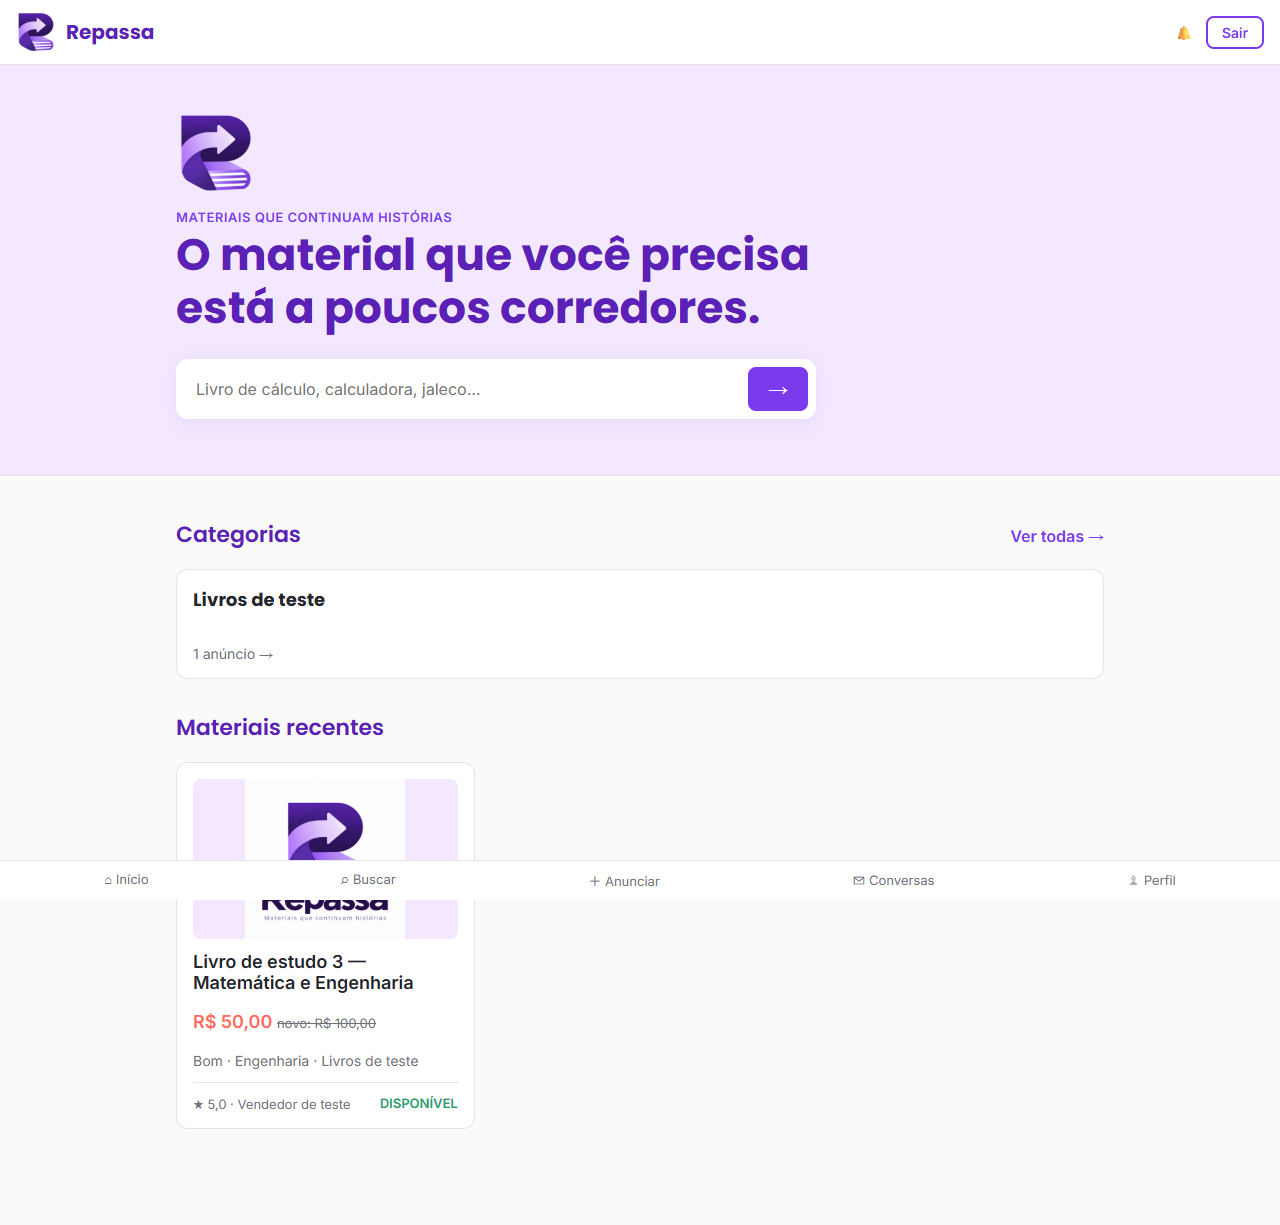 Repassa
🔔 Sair
MATERIAIS QUE CONTINUAM HISTÓRIAS
O material que você precisa
está a poucos corredores.
Livro de cálculo, calculadora, jaleco...
→
Categorias
Ver todas →
Livros de teste
1 anúncio →
Materiais recentes
⌂ Início
⌕ Buscar
＋ Anunciar
✉ Conversas
♙ Perfil
Repassa
Materiais que continuam histórias
Livro de estudo 3 —
Matemática e Engenharia
R$ 50,00 novo: R$ 100,00
Bom · Engenharia · Livros de teste
★ 5,0 · Vendedor de teste
DISPONÍVEL